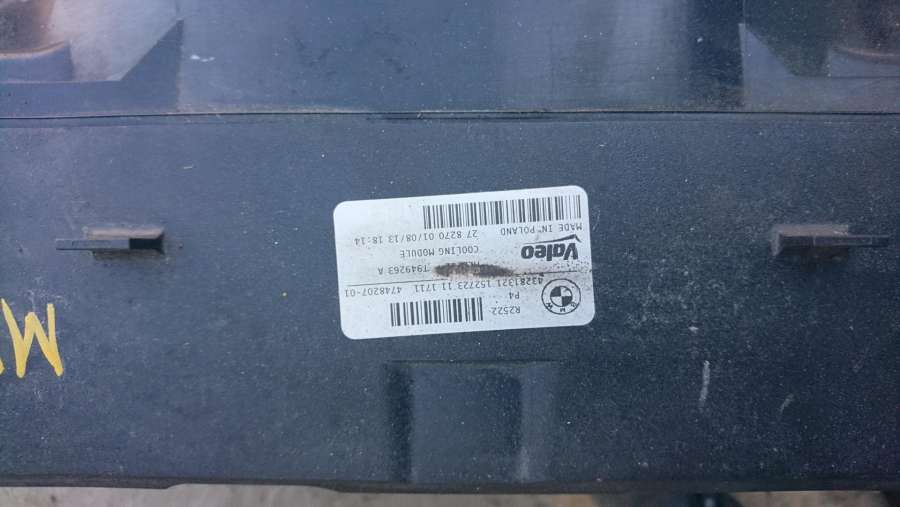 R2522
P4
43281321 152723 11 1711 4748207-01
T949263 A
Valeo
COOLING MODULE
27 8270 01/08/13 18:14
MADE IN POLAND